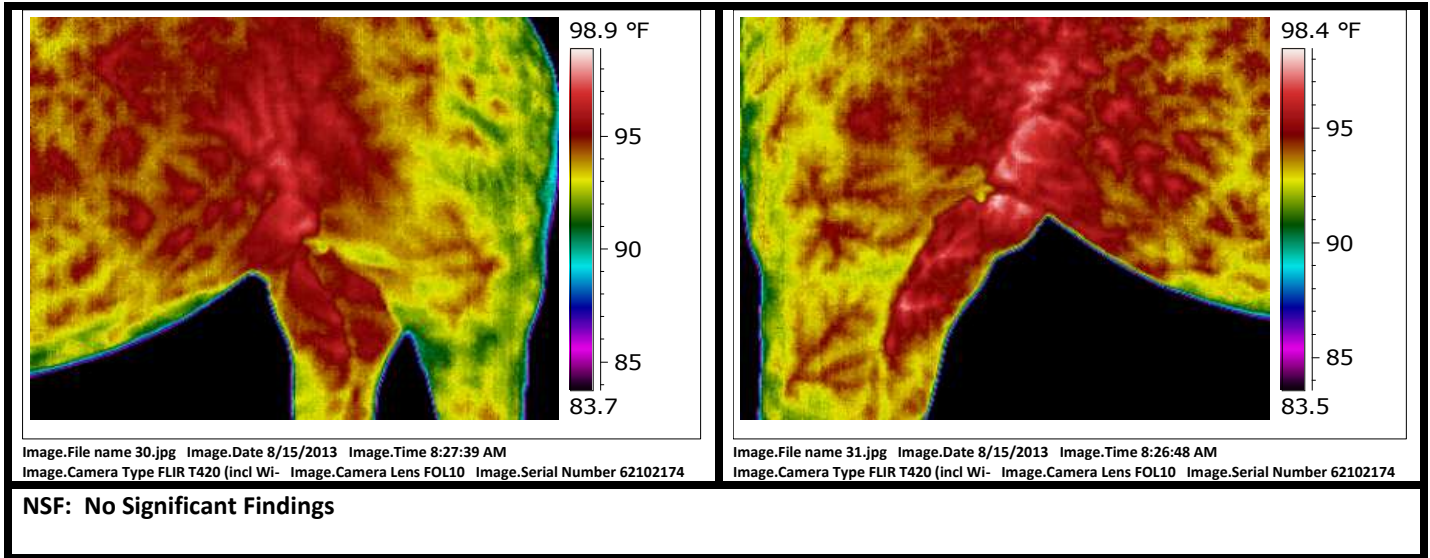 98.9 °F
95
90
85
83.7
Image.File name 30.jpg Image.Date 8/15/2013 Image.Time 8:27:39 AM
Image.Camera Type FLIR T420 (incl Wi- Image.Camera Lens FOL10 Image.Serial Number 62102174
98.4 °F
95
90
85
83.5
Image.File name 31.jpg Image.Date 8/15/2013 Image.Time 8:26:48 AM
Image.Camera Type FLIR T420 (incl Wi- Image.Camera Lens FOL10 Image.Serial Number 62102174
NSF: No Significant Findings